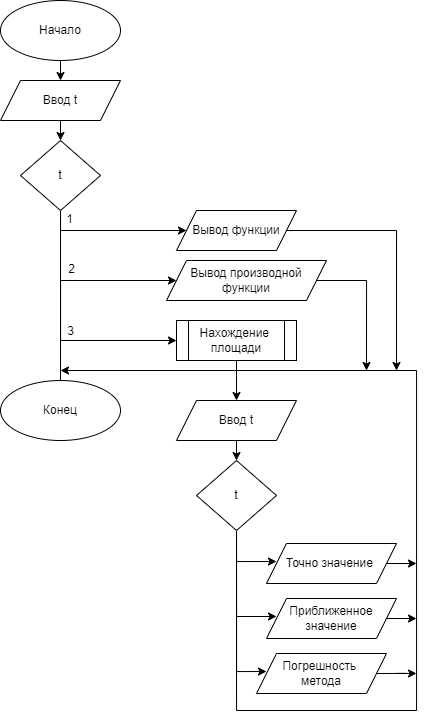 Начало
Ввод t
t
1
Вывод функции
2
Вывод производной
функции
3
Нахождение
площади
Конец
Ввод t
t
Точно значение
Приближенное
значение
Погрешность
метода